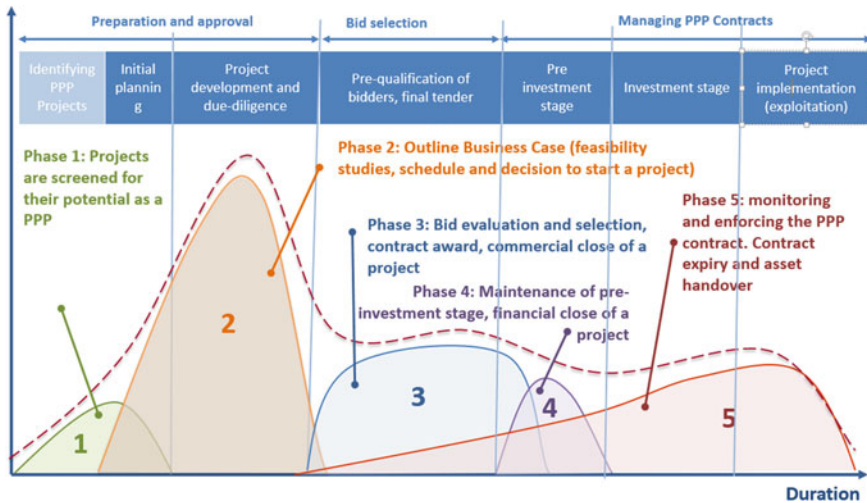 Preparation and approval
Bid selection
Managing PPP Contracts
Identifying
PPP
Projects
Initial
plannin
g
Project
development and
due-diligence
Pre-qualification of
bidders, final tender
Pre
investment
stage
Investment stage
Project
implementation
(exploitation)
Phase 1: Projects
are screened for
their potential as a
PPP
Phase 2: Outline Business Case (feasibility
studies, schedule and decision to start a project)
Phase 3: Bid evaluation and selection,
contract award, commercial close of a
project
Phase 4: Maintenance of pre-
investment stage, financial close of a
project
Phase 5: monitoring
and enforcing the PPP
contract. Contract
expiry and asset
handover
1
2
3
4
5
Duration